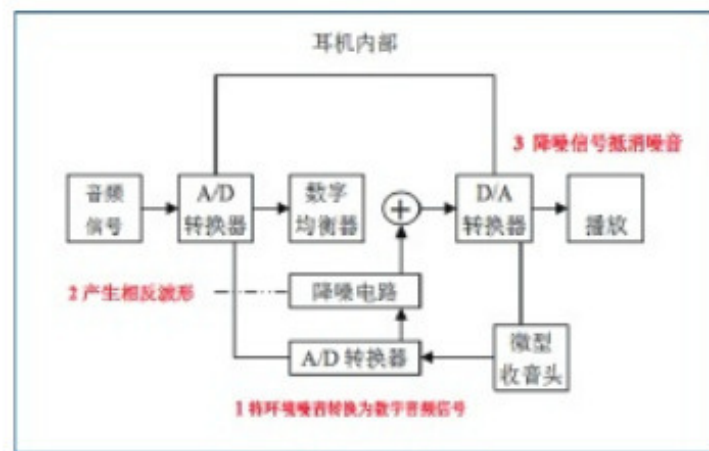 耳机内部
3 降噪信号抵消噪音
音频
信号
A/D
转换器
数字
均衡器
D/A
转换器
播放
2 产生相反波形
降噪电路
A/D 转换器
微型
收音头
1 将环境噪音转换为数字音频信号